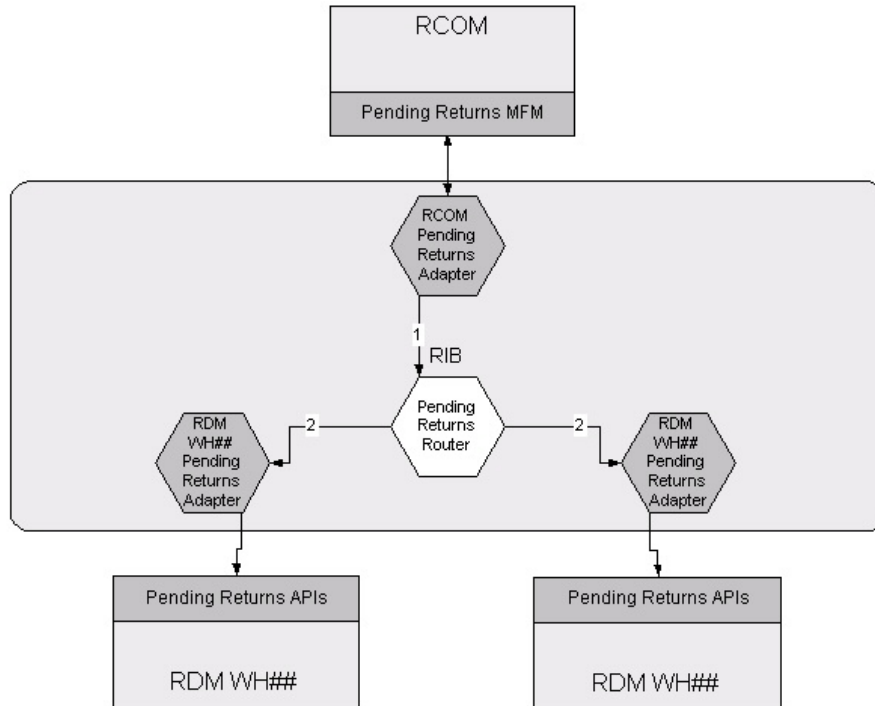 RCOM
Pending Returns MFM
RCOM
Pending
Returns
Adapter
1
RIB
Pending
Returns
Router
2
2
RDM
WH##
Pending
Returns
Adapter
RDM
WH##
Pending
Returns
Adapter
Pending Returns APIs
RDM WH##
Pending Returns APIs
RDM WH##